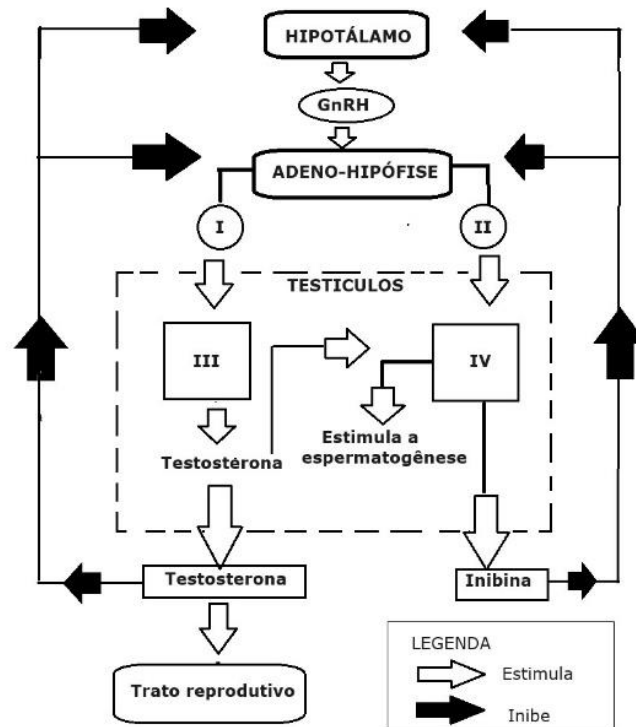 HIPOTÁLAMO
GnRH
ADENO-HIPÓFISE
I
II
TESTICULOS
III
IV
Testostérona
Estimula a
espermatogênese
Testosterona
Inibina
Trato reprodutivo
LEGENDA
Estimula
Inibe